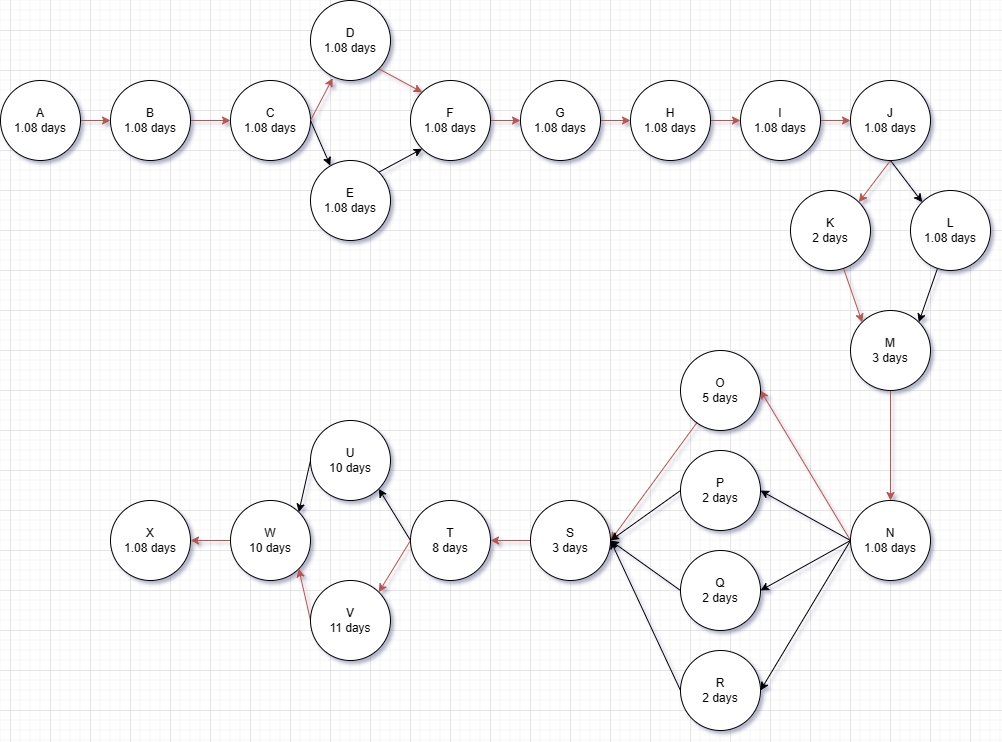 A
1.08 days
B
1.08 days
C
1.08 days
D
1.08 days
E
1.08 days
F
1.08 days
G
1.08 days
H
1.08 days
I
1.08 days
J
1.08 days
K
2 days
L
1.08 days
M
3 days
N
1.08 days
O
5 days
P
2 days
Q
2 days
R
2 days
S
3 days
T
8 days
U
10 days
V
11 days
W
10 days
X
1.08 days